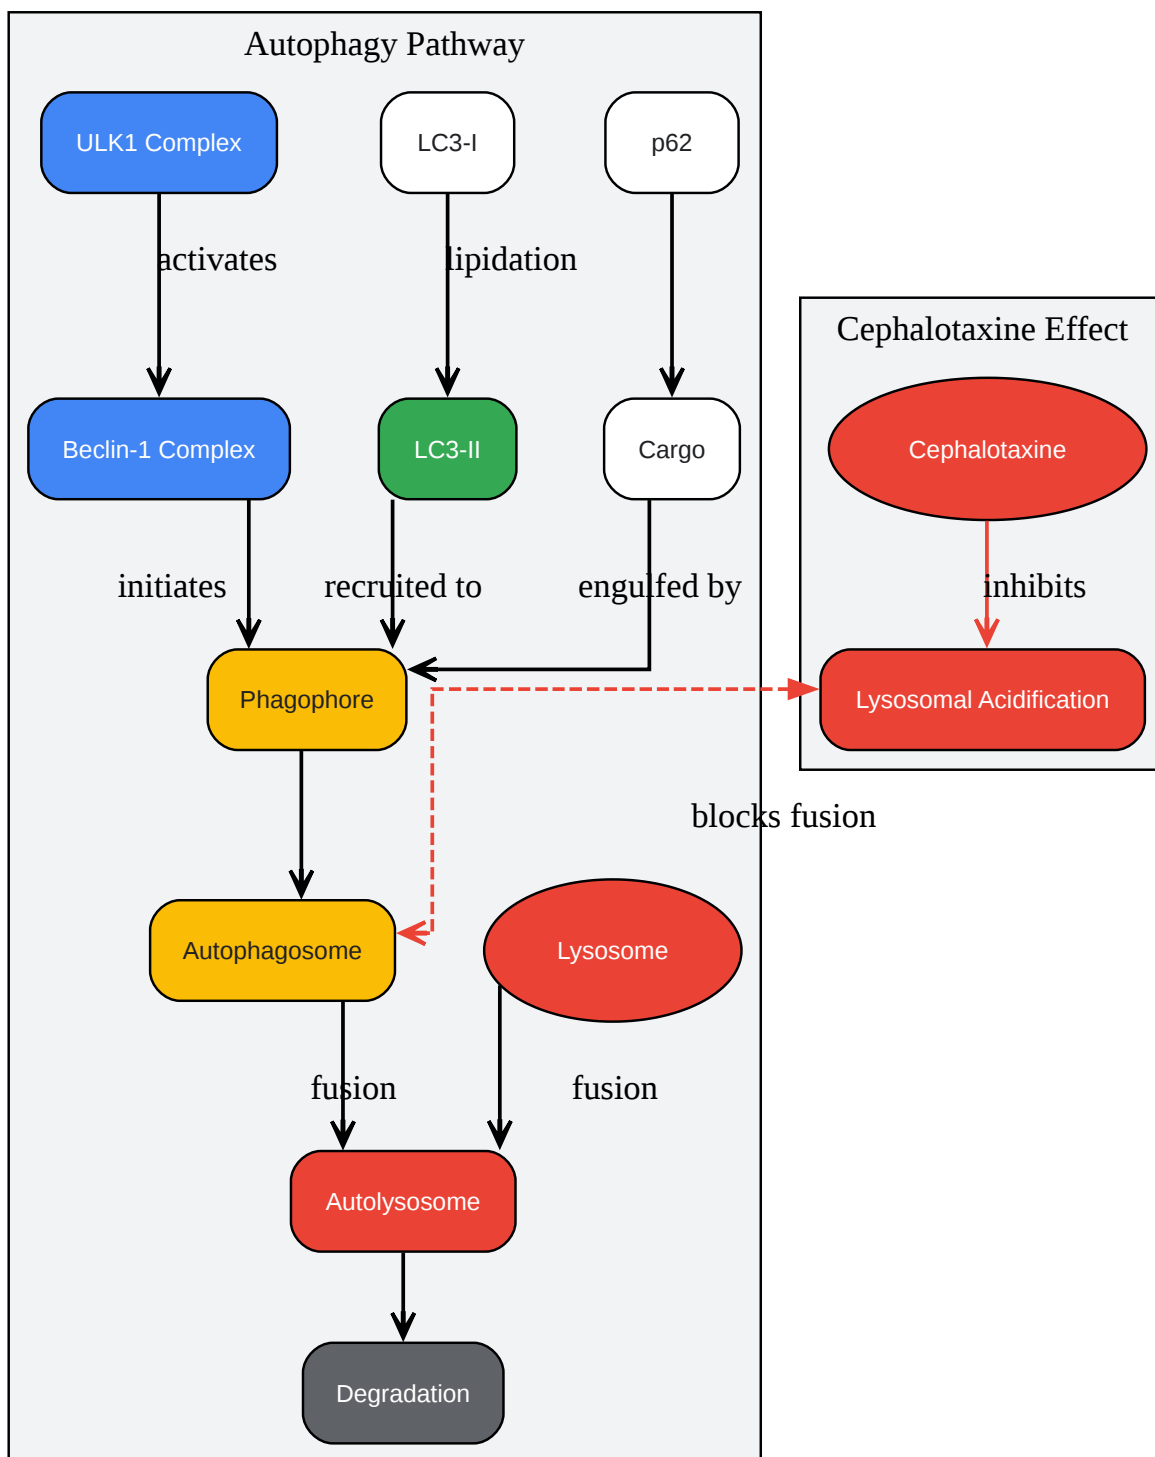 Autophagy Pathway
ULK1 Complex
LC3-I
p62
activates
lipidation
Cephalotaxine Effect
Beclin-1 Complex
LC3-II
Cargo
Cephalotaxine
initiates
recruited to
engulfed by
inhibits
Phagophore
Lysosomal Acidification
blocks fusion
Autophagosome
Lysosome
fusion
fusion
Autolysosome
Degradation